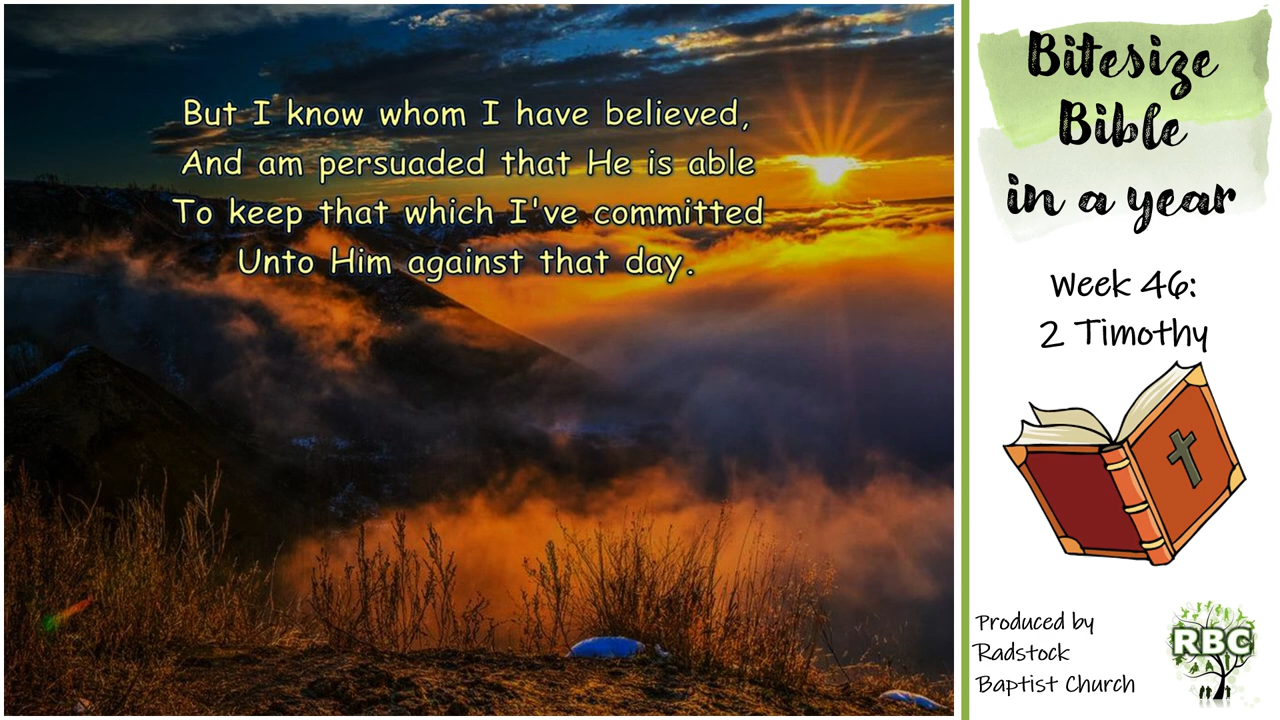 But I know whom I have believed,
And am persuaded that He is able
To keep that which I've committed
Unto Him against that day.
Bitesize
Bible
in a year
Week 46:
2 Timothy
Produced by
Radstock
Baptist Church
RBC